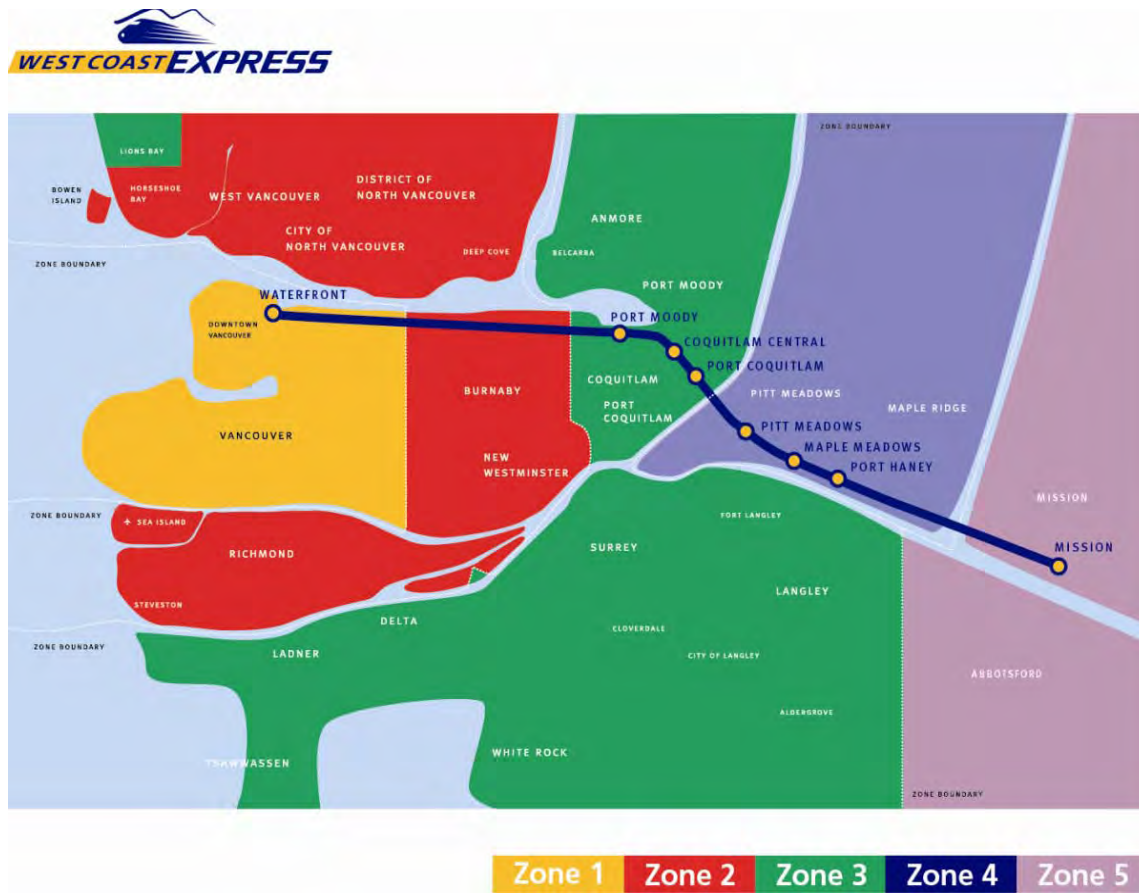 WEST COAST EXPRESS
LIONS BAY
ZONE BOUNDARY
BOWEN
ISLAND
HORSESHOE
BAY
WEST VANCOUVER
DISTRICT OF
NORTH VANCOUVER
CITY OF
NORTH VANCOUVER
DEEP COVE
BELCARRA
ANMORE
ZONE BOUNDARY
PORT MOODY
WATERFRONT
DOWNTOWN
VANCOUVER
PORT MOODY
COQUITLAM CENTRAL
PORT COQUITLAM
COQUITLAM
PORT
COQUITLAM
BURNABY
PITT MEADOWS
MAPLE RIDGE
VANCOUVER
PITT MEADOWS
MAPLE MEADOWS
PORT HANEY
NEW
WESTMINSTER
MISSION
ZONE BOUNDARY
SEA ISLAND
FORT LANGLEY
RICHMOND
SURREY
MISSION
LANGLEY
STEVESTON
DELTA
CLOVERDALE
ZONE BOUNDARY
LADNER
CITY OF LANGLEY
ABBOTSFORD
ALDERGROVE
TSAWWASSEN
WHITE ROCK
ZONE BOUNDARY
Zone 1 Zone 2 Zone 3 Zone 4 Zone 5